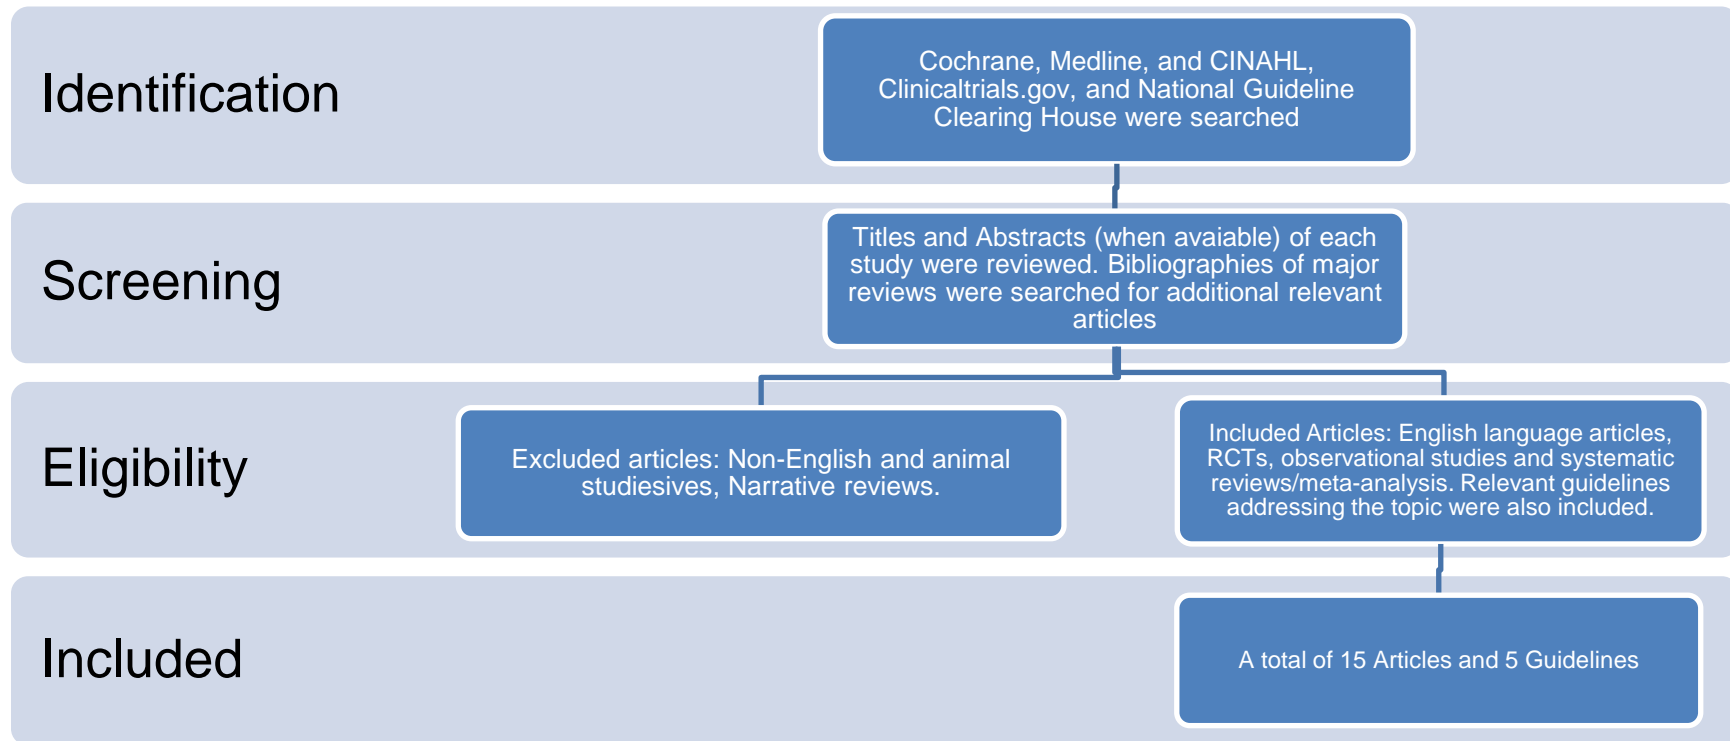 Identification
Cochrane, Medline, and CINAHL,
Clinicaltrials.gov, and National Guideline
Clearing House were searched
Screening
Titles and Abstracts (when avaiable) of each
study were reviewed. Bibliographies of major
reviews were searched for additional relevant
articles
Eligibility
Excluded articles: Non-English and animal
studiesives, Narrative reviews.
Included Articles: English language articles,
RCTs, observational studies and systematic
reviews/meta-analysis. Relevant guidelines
addressing the topic were also included.
Included
A total of 15 Articles and 5 Guidelines